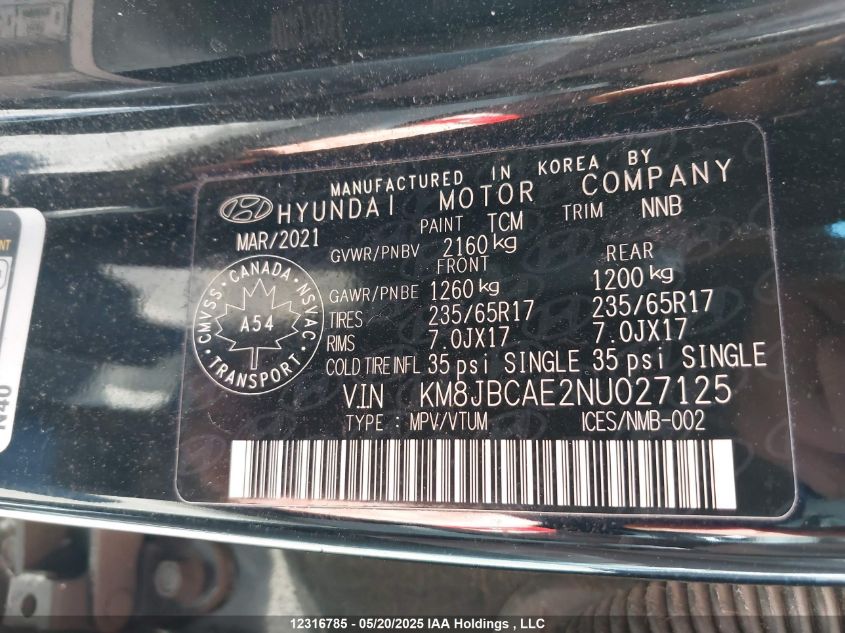 MANUFACTURED IN KOREA BY
HYUNDAI MOTOR COMPANY
MAR/2021 PAINT TCM TRIM NNB
GVWR/PNBV 2160 kg
FRONT REAR
GAWR/PNBE 1260 kg 1200 kg
TIRES 235/65R17 235/65R17
RIMS 7.0JX17 7.0JX17
COLD TIRE INFL 35 psi SINGLE 35 psi SINGLE
VIN KM8JBCAE2NU027125
TYPE : MPV/VTUM ICES/NMB-002
CMVSS · CANADA · NSVAC
A54
TRANSPORT
N40
12316785 - 05/20/2025 IAA Holdings , LLC